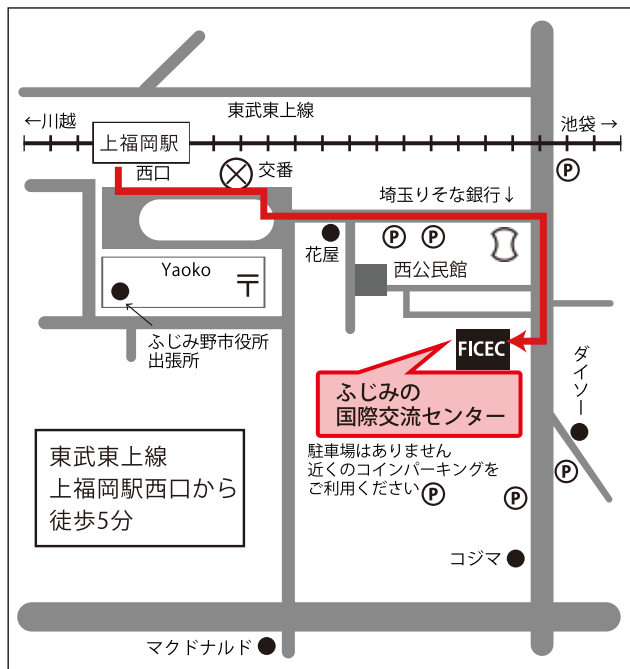 東武東上線
←川越
池袋→
上福岡駅
西口
交番
埼玉りそな銀行↓
P
花屋
P
P
西公民館
Yaoko
〒
ふじみ野市役所
出張所
FICEC
ダイソー
ふじみの
国際交流センター
駐車場はありません
近くのコインパーキングを
ご利用ください
P
P
P
東武東上線
上福岡駅西口から
徒歩5分
コジマ
マクドナルド